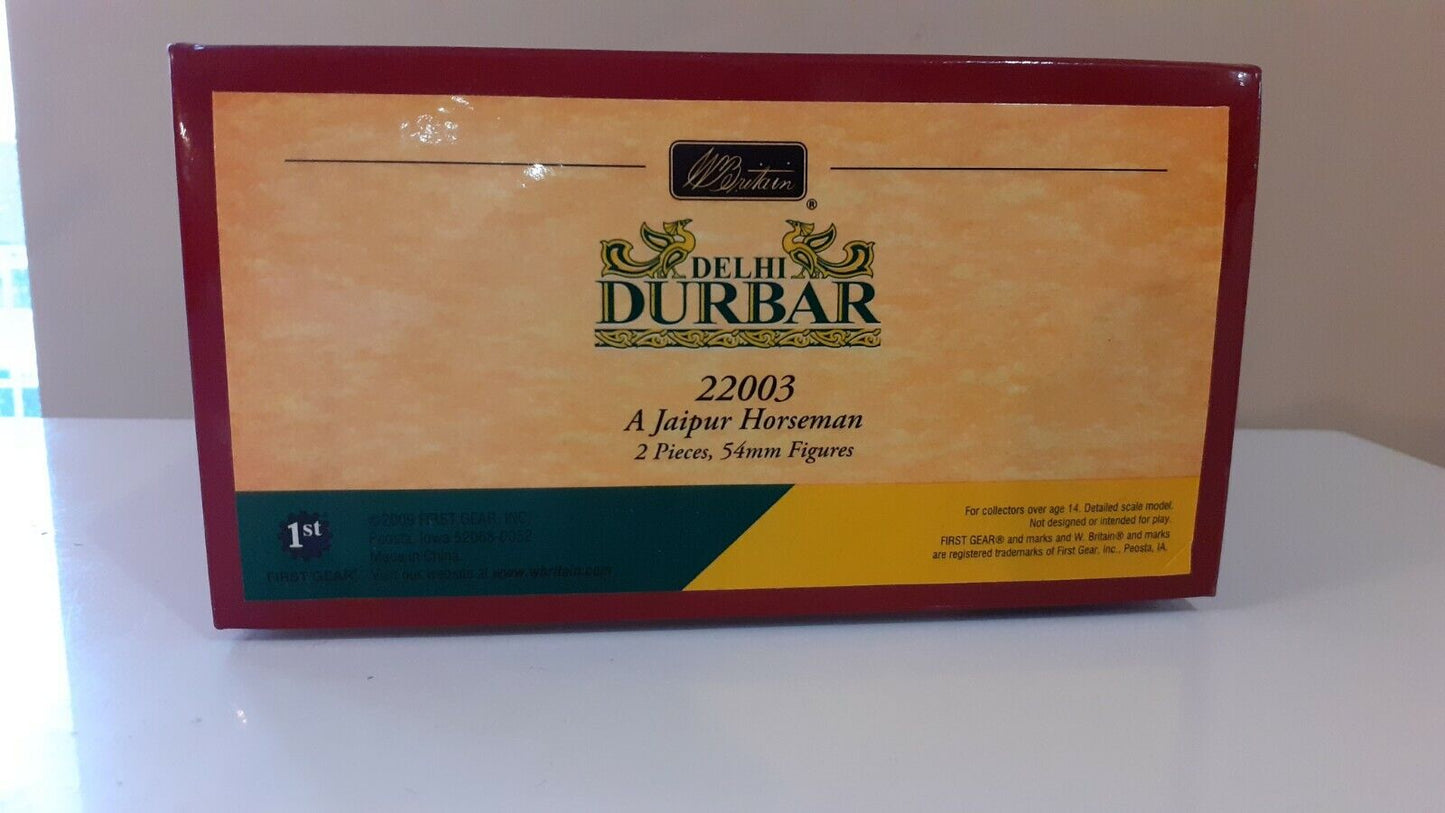 W Britain
®
DELHI
DURBAR
22003
A Jaipur Horseman
2 Pieces, 54mm Figures
1st
FIRST GEAR®
©2009 FIRST GEAR, INC.
Peosta, Iowa 52068-0052
Made in China.
Visit our website at www.wbritain.com
For collectors over age 14. Detailed scale model.
Not designed or intended for play.
FIRST GEAR® and marks and W. Britain® and marks
are registered trademarks of First Gear, Inc., Peosta, IA.